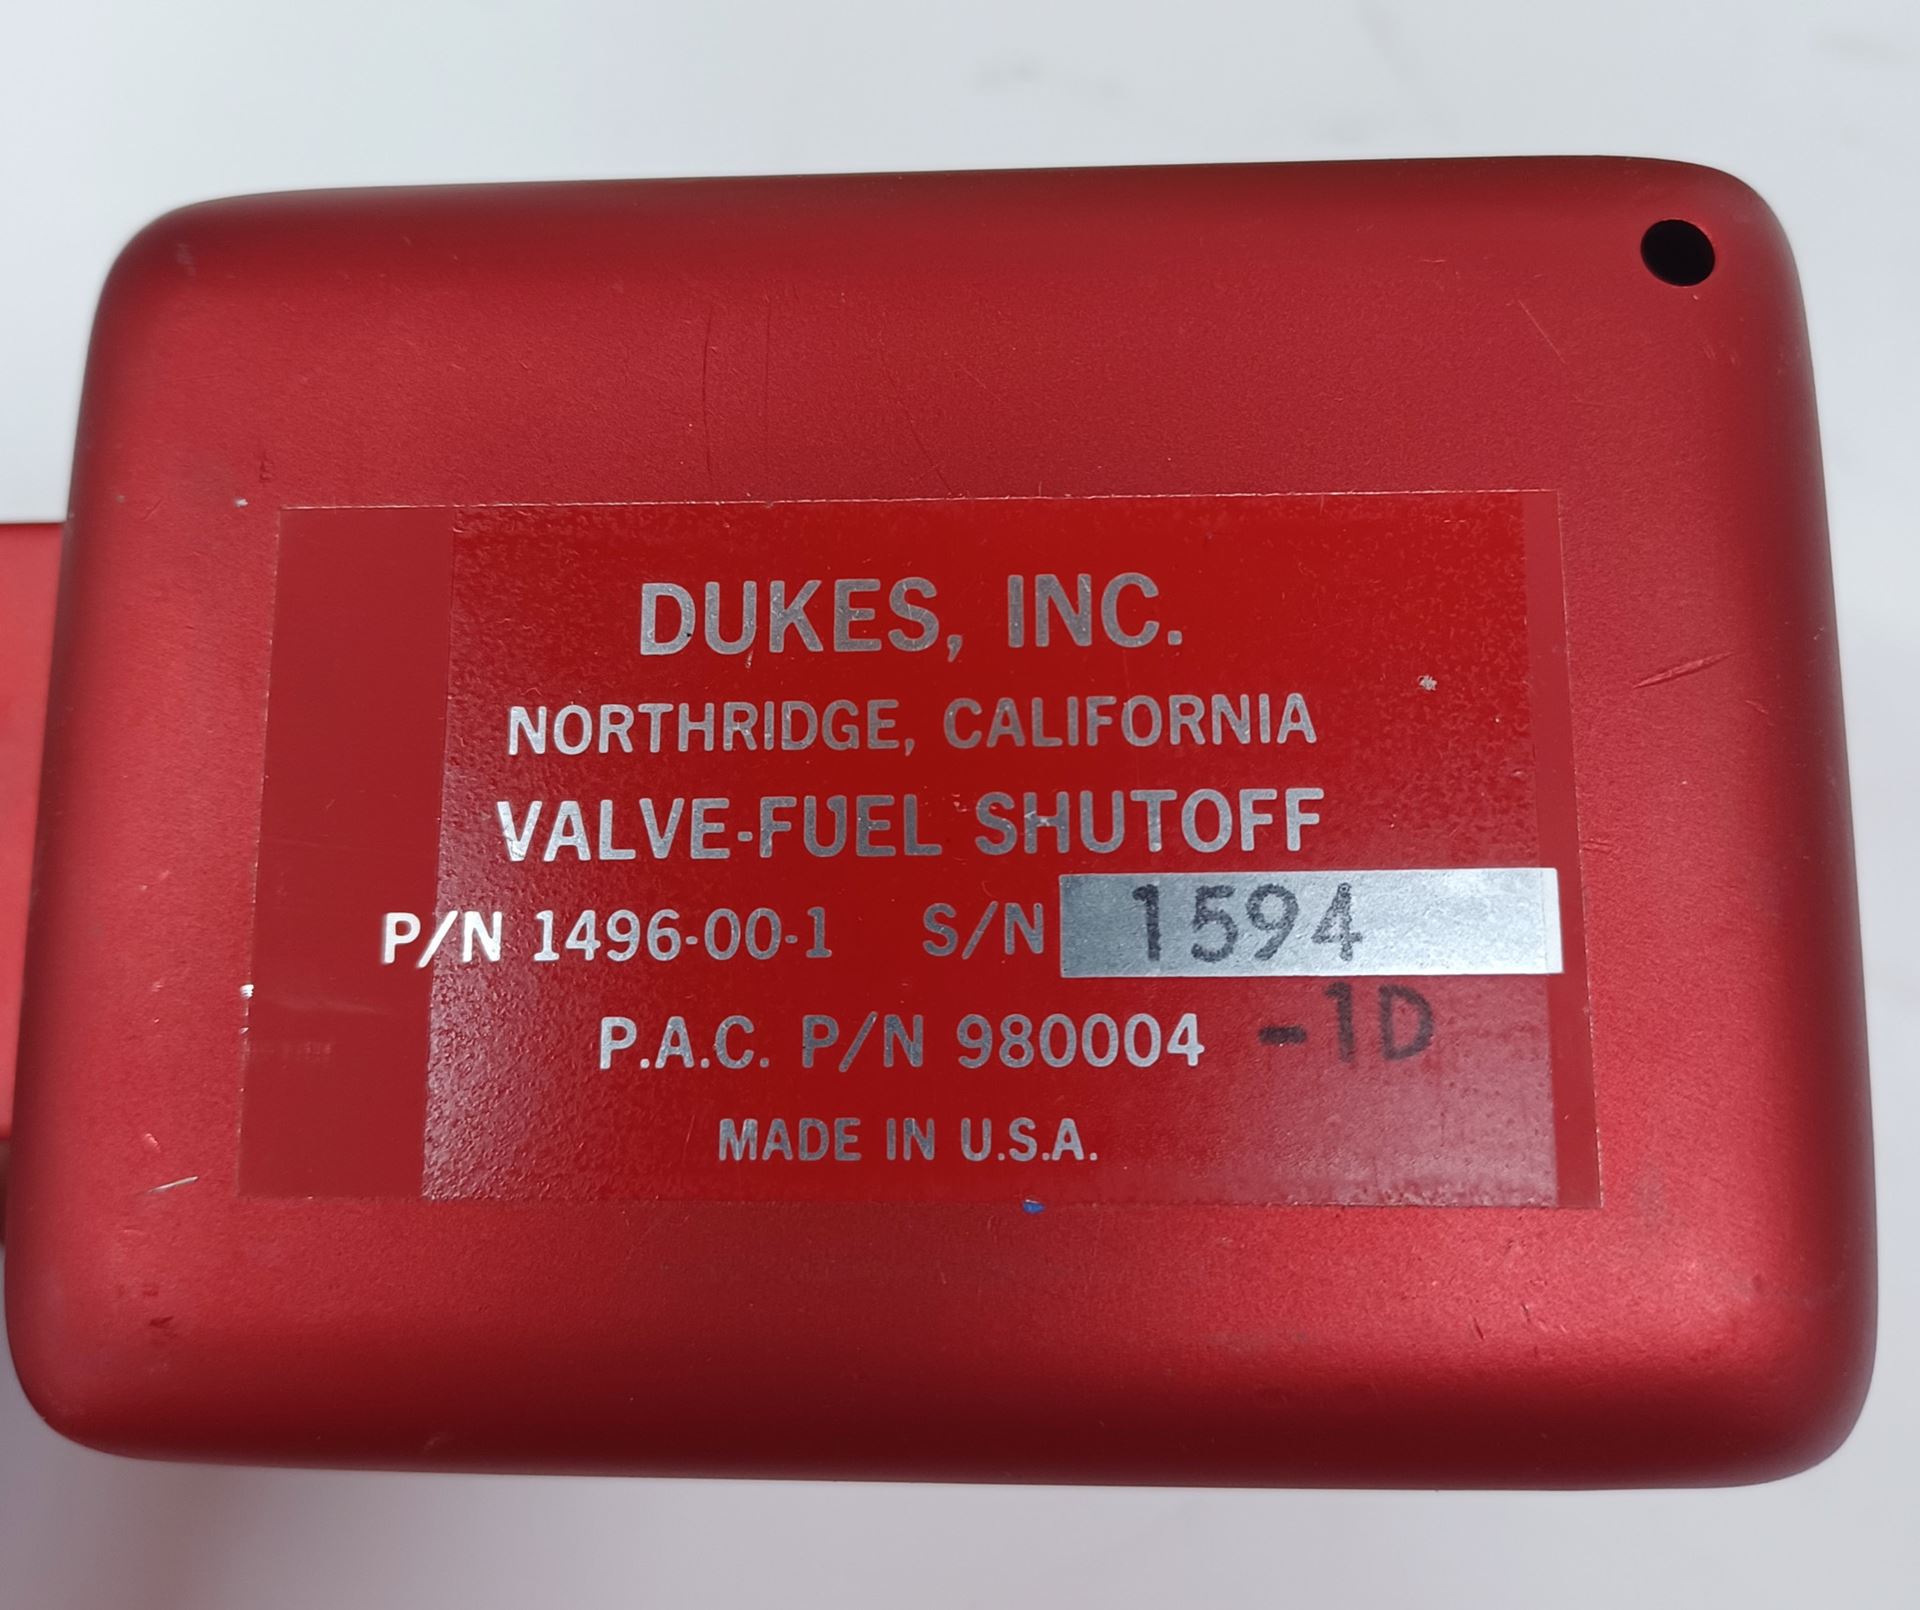 DUKES, INC.
NORTHRIDGE, CALIFORNIA
VALVE-FUEL SHUTOFF
P/N 1496-00-1 S/N 1594
P.A.C. P/N 980004 -1D
MADE IN U.S.A.